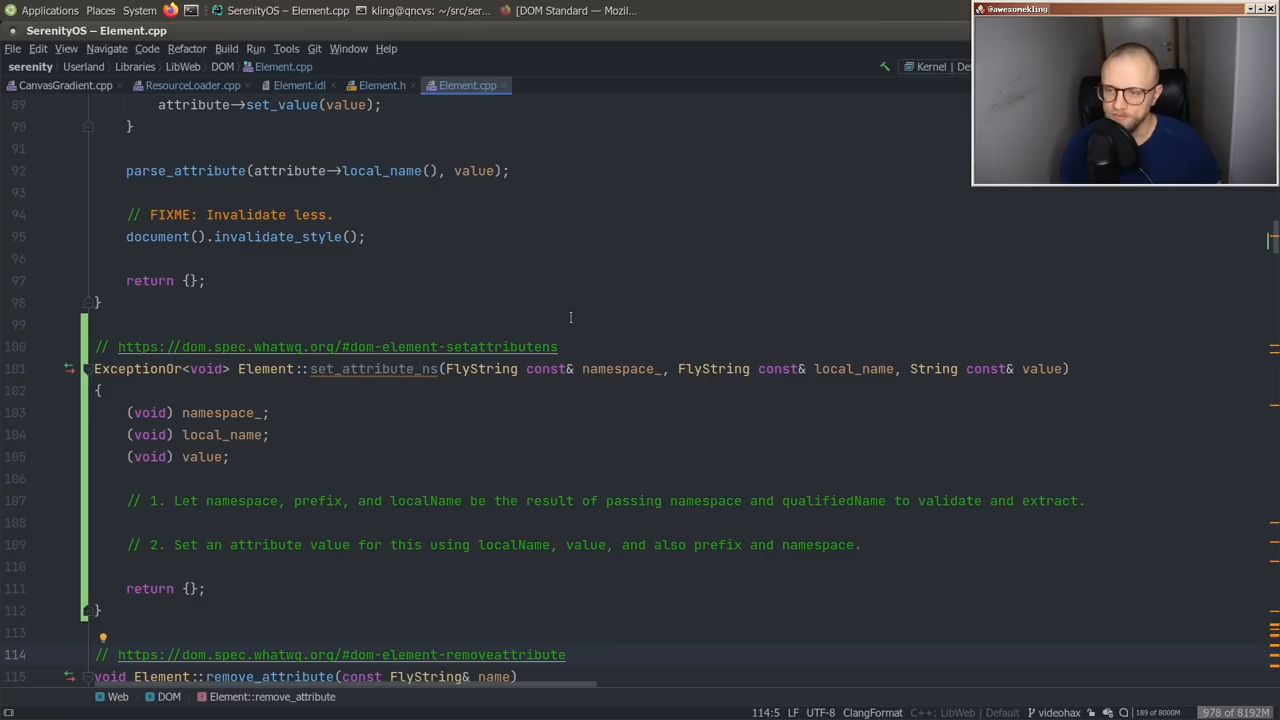 Applications Places System SerenityOS – Element.cpp kling@qncvs: ~/src/ser... [DOM Standard — Mozil...
@awesomekling
SerenityOS – Element.cpp
File Edit View Navigate Code Refactor Build Run Tools Git Window Help
serenity Userland Libraries LibWeb DOM Element.cpp Kernel | De
CanvasGradient.cpp ResourceLoader.cpp Element.idl Element.h Element.cpp
89 attribute->set_value(value);
90 }
91
92 parse_attribute(attribute->local_name(), value);
93
94 // FIXME: Invalidate less.
95 document().invalidate_style();
96
97 return {};
98 }
99
100 // https://dom.spec.whatwg.org/#dom-element-setattributens
101 ExceptionOr<void> Element::set_attribute_ns(FlyString const& namespace_, FlyString const& local_name, String const& value)
102 {
103 (void) namespace_;
104 (void) local_name;
105 (void) value;
106
107 // 1. Let namespace, prefix, and localName be the result of passing namespace and qualifiedName to validate and extract.
108
109 // 2. Set an attribute value for this using localName, value, and also prefix and namespace.
110
111 return {};
112 }
113
114 // https://dom.spec.whatwg.org/#dom-element-removeattribute
115 void Element::remove_attribute(const FlyString& name)
Web DOM Element::remove_attribute
114:5 LF UTF-8 ClangFormat C++: LibWeb | Default videohax 189 of 8000M 978 of 8192M